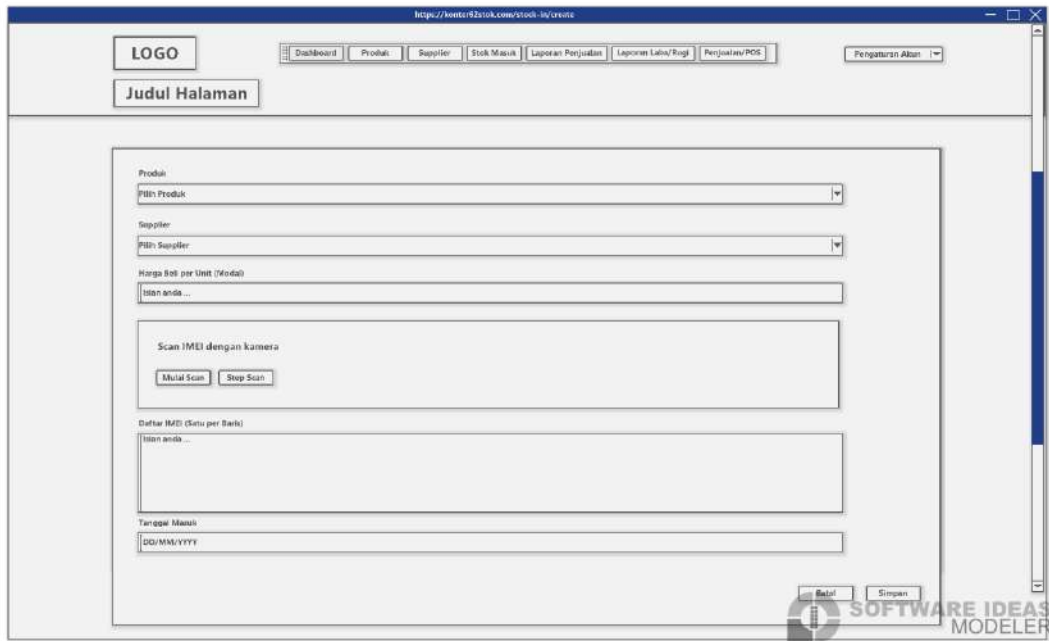 https://konter62stok.com/stock-in/create
LOGO
Dashboard Produk Supplier Stok Masuk Laporan Penjualan Laporan Laba/Rugi Penjualan/POS
Pengaturan Akun
Judul Halaman
Produk
Pilih Produk
Supplier
Pilih Supplier
Harga Beli per Unit (Modal)
Isian anda ...
Scan IMEI dengan kamera
Mulai Scan Stop Scan
Daftar IMEI (Satu per Baris)
Isian anda ...
Tanggal Masuk
DD/MM/YYYY
Batal Simpan
SOFTWARE IDEAS
MODELER